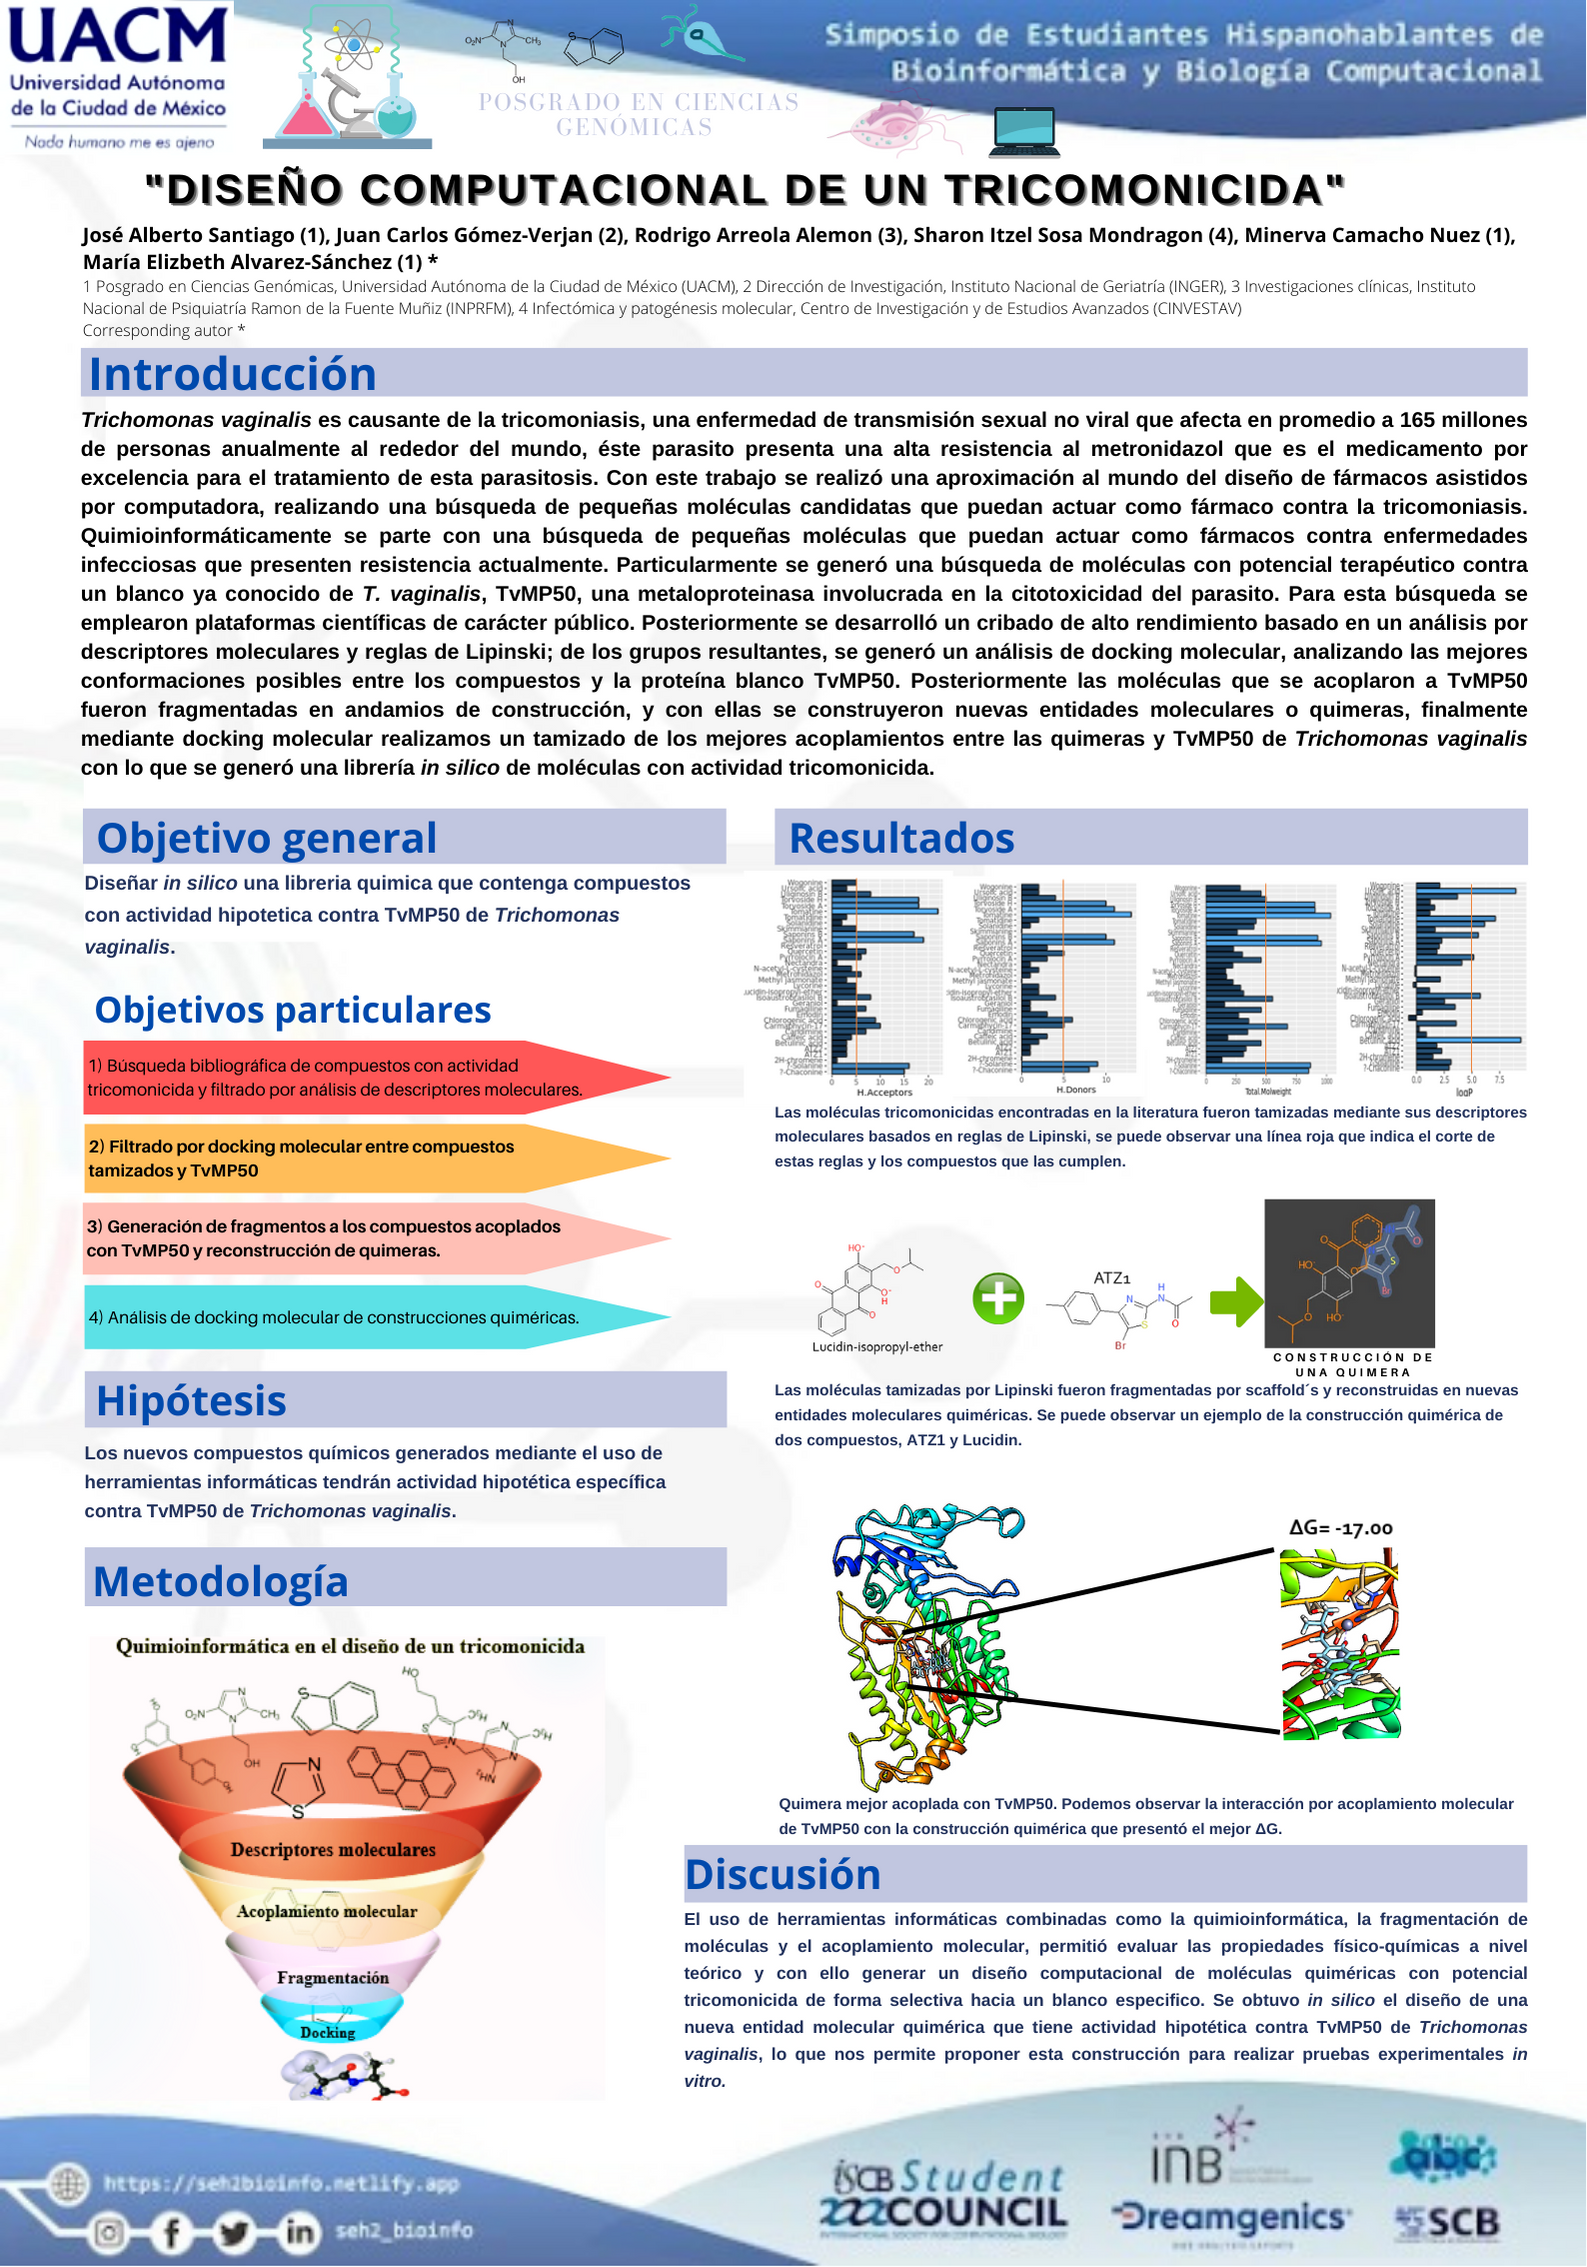 UACM
Universidad Autónoma
de la Ciudad de México
Nada humano me es ajeno
O₂N
N
N
CH₃
OH
S
POSGRADO EN CIENCIAS
GENÓMICAS
Simposio de Estudiantes Hispanohablantes de
Bioinformática y Biología Computacional
"DISEÑO COMPUTACIONAL DE UN TRICOMONICIDA"
José Alberto Santiago (1), Juan Carlos Gómez-Verjan (2), Rodrigo Arreola Alemon (3), Sharon Itzel Sosa Mondragon (4), Minerva Camacho Nuez (1),
María Elizbeth Alvarez-Sánchez (1) *
1 Posgrado en Ciencias Genómicas, Universidad Autónoma de la Ciudad de México (UACM), 2 Dirección de Investigación, Instituto Nacional de Geriatría (INGER), 3 Investigaciones clínicas, Instituto
Nacional de Psiquiatría Ramon de la Fuente Muñiz (INPRFM), 4 Infectómica y patogénesis molecular, Centro de Investigación y de Estudios Avanzados (CINVESTAV)
Corresponding autor *
Introducción
Trichomonas vaginalis es causante de la tricomoniasis, una enfermedad de transmisión sexual no viral que afecta en promedio a 165 millones
de personas anualmente al rededor del mundo, éste parasito presenta una alta resistencia al metronidazol que es el medicamento por
excelencia para el tratamiento de esta parasitosis. Con este trabajo se realizó una aproximación al mundo del diseño de fármacos asistidos
por computadora, realizando una búsqueda de pequeñas moléculas candidatas que puedan actuar como fármaco contra la tricomoniasis.
Quimioinformáticamente se parte con una búsqueda de pequeñas moléculas que puedan actuar como fármacos contra enfermedades
infecciosas que presenten resistencia actualmente. Particularmente se generó una búsqueda de moléculas con potencial terapéutico contra
un blanco ya conocido de T. vaginalis, TvMP50, una metaloproteinasa involucrada en la citotoxicidad del parasito. Para esta búsqueda se
emplearon plataformas científicas de carácter público. Posteriormente se desarrolló un cribado de alto rendimiento basado en un análisis por
descriptores moleculares y reglas de Lipinski; de los grupos resultantes, se generó un análisis de docking molecular, analizando las mejores
conformaciones posibles entre los compuestos y la proteína blanco TvMP50. Posteriormente las moléculas que se acoplaron a TvMP50
fueron fragmentadas en andamios de construcción, y con ellas se construyeron nuevas entidades moleculares o quimeras, finalmente
mediante docking molecular realizamos un tamizado de los mejores acoplamientos entre las quimeras y TvMP50 de Trichomonas vaginalis
con lo que se generó una librería in silico de moléculas con actividad tricomonicida.
Objetivo general
Diseñar in silico una libreria quimica que contenga compuestos
con actividad hipotetica contra TvMP50 de Trichomonas
vaginalis.
Objetivos particulares
1) Búsqueda bibliográfica de compuestos con actividad
tricomonicida y filtrado por análisis de descriptores moleculares.
2) Filtrado por docking molecular entre compuestos
tamizados y TvMP50
3) Generación de fragmentos a los compuestos acoplados
con TvMP50 y reconstrucción de quimeras.
4) Análisis de docking molecular de construcciones quiméricas.
Hipótesis
Los nuevos compuestos químicos generados mediante el uso de
herramientas informáticas tendrán actividad hipotética específica
contra TvMP50 de Trichomonas vaginalis.
Metodología
Quimioinformática en el diseño de un tricomonicida
HO
O₂N
CH₃
OH
N
S
Descriptores moleculares
Acoplamiento molecular
Fragmentación
Docking
Resultados
0 5 10 15 20
H.Acceptors
0 5 10
H.Donors
0 250 500 750 1000
Total.Molweight
0.0 2.5 5.0 7.5
logP
Las moléculas tricomonicidas encontradas en la literatura fueron tamizadas mediante sus descriptores
moleculares basados en reglas de Lipinski, se puede observar una línea roja que indica el corte de
estas reglas y los compuestos que las cumplen.
Lucidin-isopropyl-ether
ATZ1
Br
CONSTRUCCIÓN DE
UNA QUIMERA
Las moléculas tamizadas por Lipinski fueron fragmentadas por scaffold´s y reconstruidas en nuevas
entidades moleculares quiméricas. Se puede observar un ejemplo de la construcción quimérica de
dos compuestos, ATZ1 y Lucidin.
ΔG= -17.00
Quimera mejor acoplada con TvMP50. Podemos observar la interacción por acoplamiento molecular
de TvMP50 con la construcción quimérica que presentó el mejor ΔG.
Discusión
El uso de herramientas informáticas combinadas como la quimioinformática, la fragmentación de
moléculas y el acoplamiento molecular, permitió evaluar las propiedades físico-químicas a nivel
teórico y con ello generar un diseño computacional de moléculas quiméricas con potencial
tricomonicida de forma selectiva hacia un blanco especifico. Se obtuvo in silico el diseño de una
nueva entidad molecular quimérica que tiene actividad hipotética contra TvMP50 de Trichomonas
vaginalis, lo que nos permite proponer esta construcción para realizar pruebas experimentales in
vitro.
https://seh2bioinfo.netlify.app
seh2_bioinfo
iSCB Student
COUNCIL
INB
Dreamgenics
abc
SCB